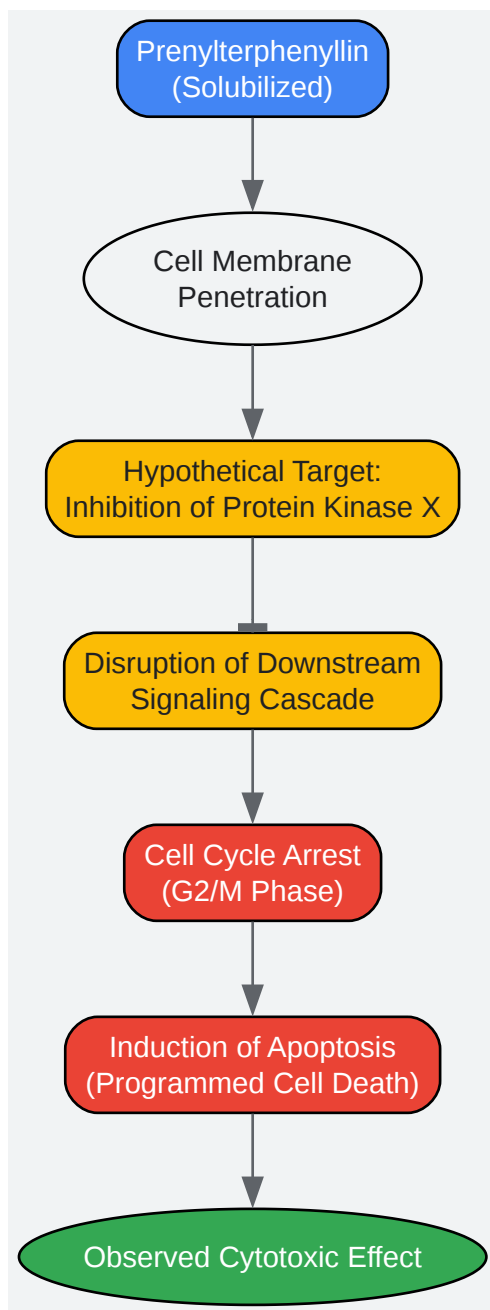 Prenylterphenyllin
(Solubilized)
Cell Membrane
Penetration
Hypothetical Target:
Inhibition of Protein Kinase X
Disruption of Downstream
Signaling Cascade
Cell Cycle Arrest
(G2/M Phase)
Induction of Apoptosis
(Programmed Cell Death)
Observed Cytotoxic Effect